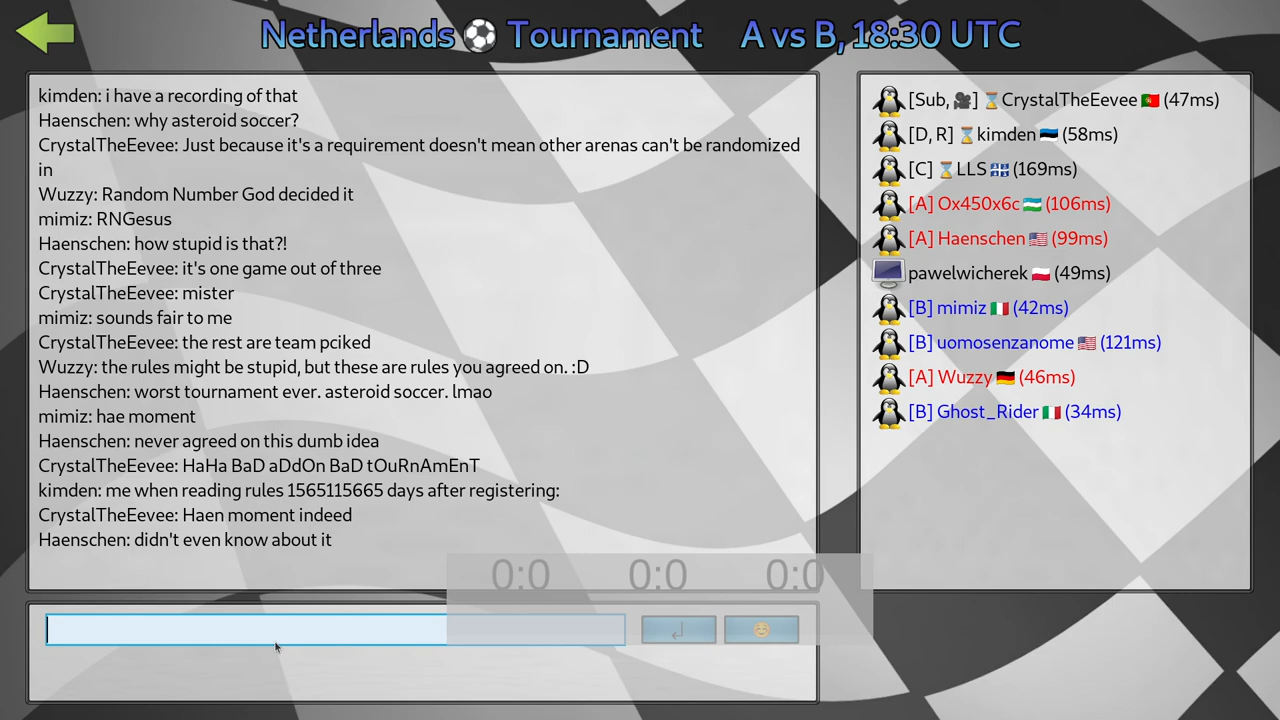 Netherlands ⚽ Tournament A vs B, 18:30 UTC
kimden: i have a recording of that
Haenschen: why asteroid soccer?
CrystalTheEevee: Just because it's a requirement doesn't mean other arenas can't be randomized
in
Wuzzy: Random Number God decided it
mimiz: RNGesus
Haenschen: how stupid is that?!
CrystalTheEevee: it's one game out of three
CrystalTheEevee: mister
mimiz: sounds fair to me
CrystalTheEevee: the rest are team pciked
Wuzzy: the rules might be stupid, but these are rules you agreed on. :D
Haenschen: worst tournament ever. asteroid soccer. lmao
mimiz: hae moment
Haenschen: never agreed on this dumb idea
CrystalTheEevee: HaHa BaD aDdOn BaD tOuRnAmEnT
kimden: me when reading rules 1565115665 days after registering:
CrystalTheEevee: Haen moment indeed
Haenschen: didn't even know about it
0:0 0:0 0:0
[Sub, 🎥] ⌛CrystalTheEevee 🇵🇹 (47ms)
[D, R] ⌛kimden 🇪🇪 (58ms)
[C] ⌛LLS (169ms)
[A] Ox450x6c 🇺🇿 (106ms)
[A] Haenschen 🇺🇸 (99ms)
pawelwicherek 🇵🇱 (49ms)
[B] mimiz 🇮🇹 (42ms)
[B] uomosenzanome 🇺🇸 (121ms)
[A] Wuzzy 🇩🇪 (46ms)
[B] Ghost_Rider 🇮🇹 (34ms)